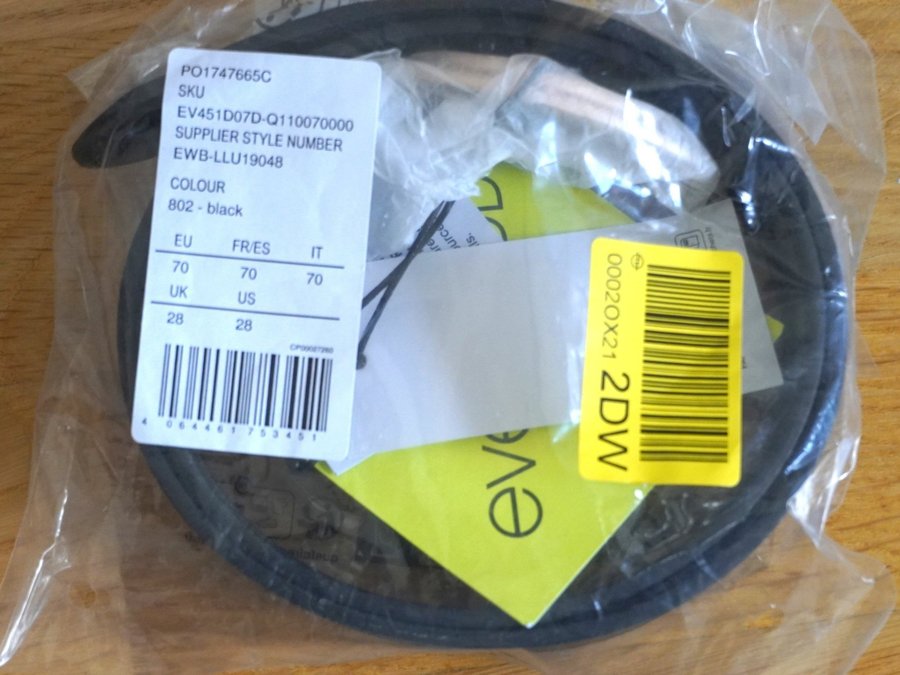 PO1747665C
SKU
EV451D07D-Q110070000
SUPPLIER STYLE NUMBER
EWB-LLU19048
COLOUR
802 - black
EU FR/ES IT
70 70 70
UK US
28 28
CP00027260
4 064461 753451
0002OX21 2DW
eve